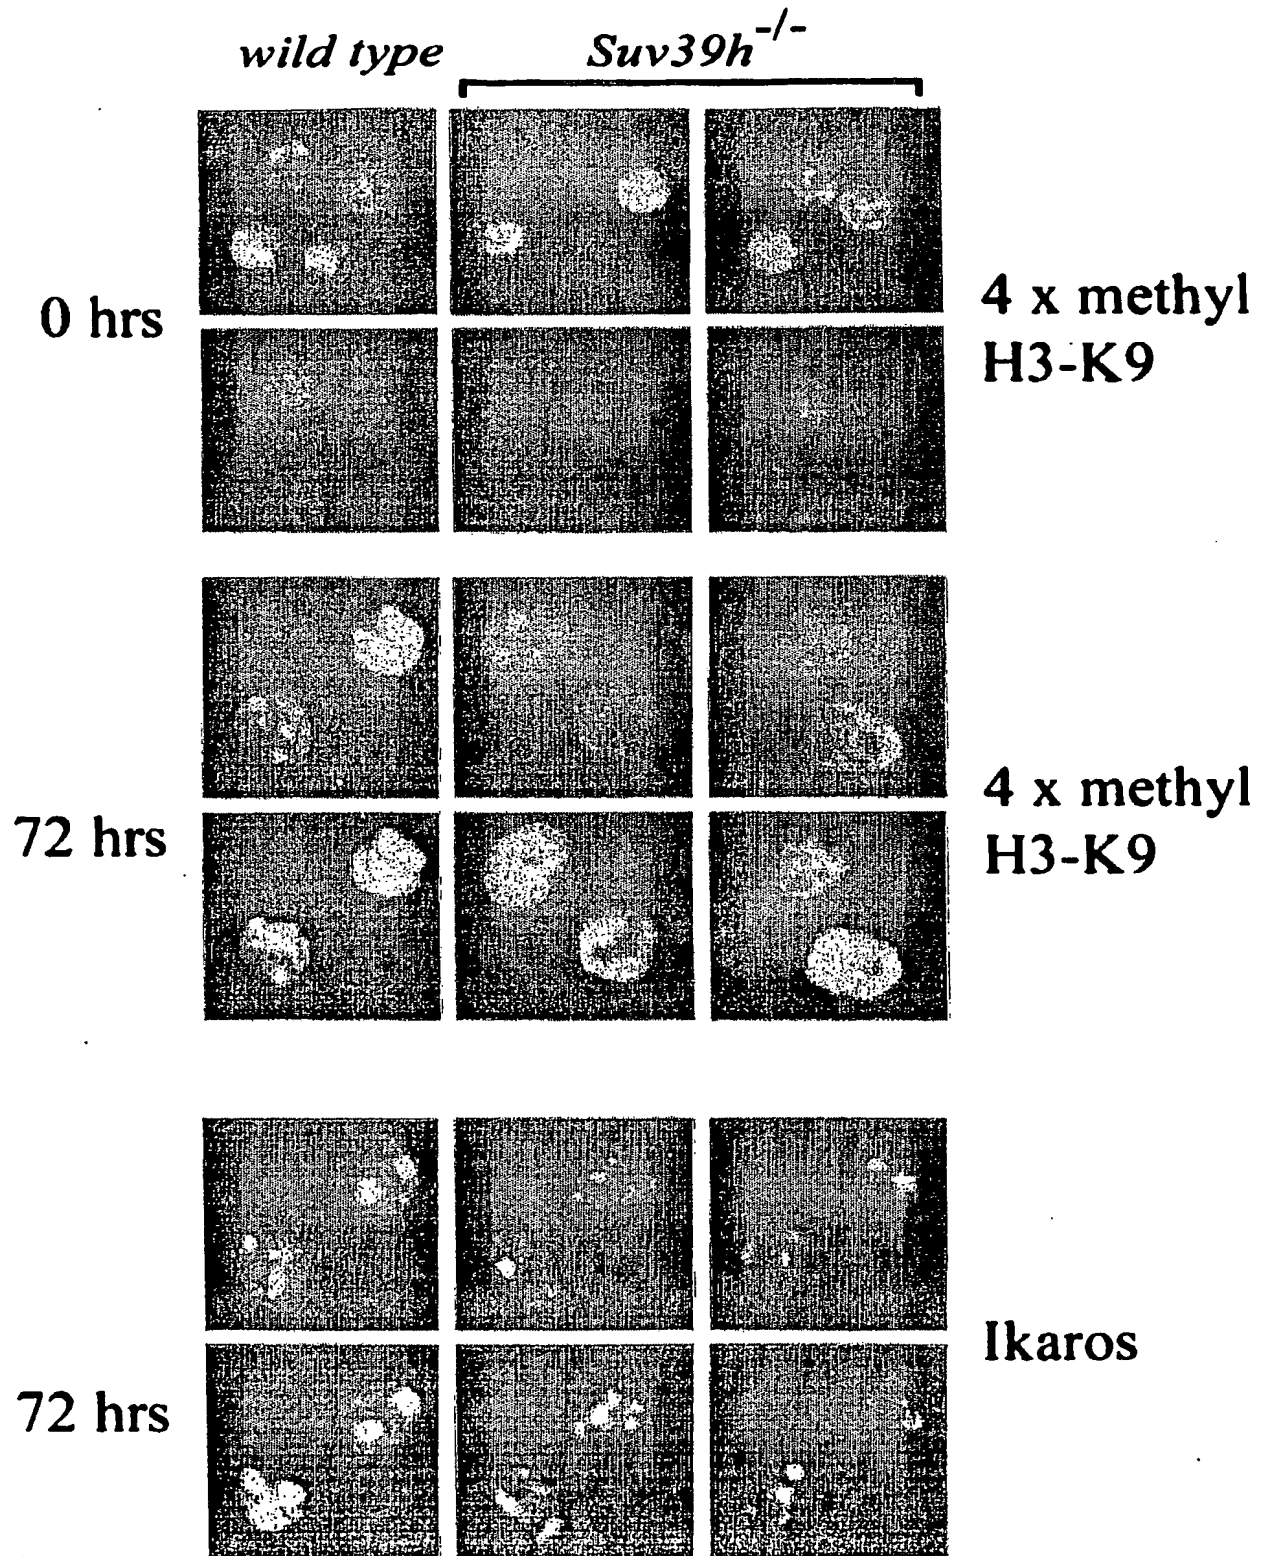 wild type Suv39h-/-
0 hrs
4 x methyl
H3-K9
72 hrs
4 x methyl
H3-K9
72 hrs
Ikaros